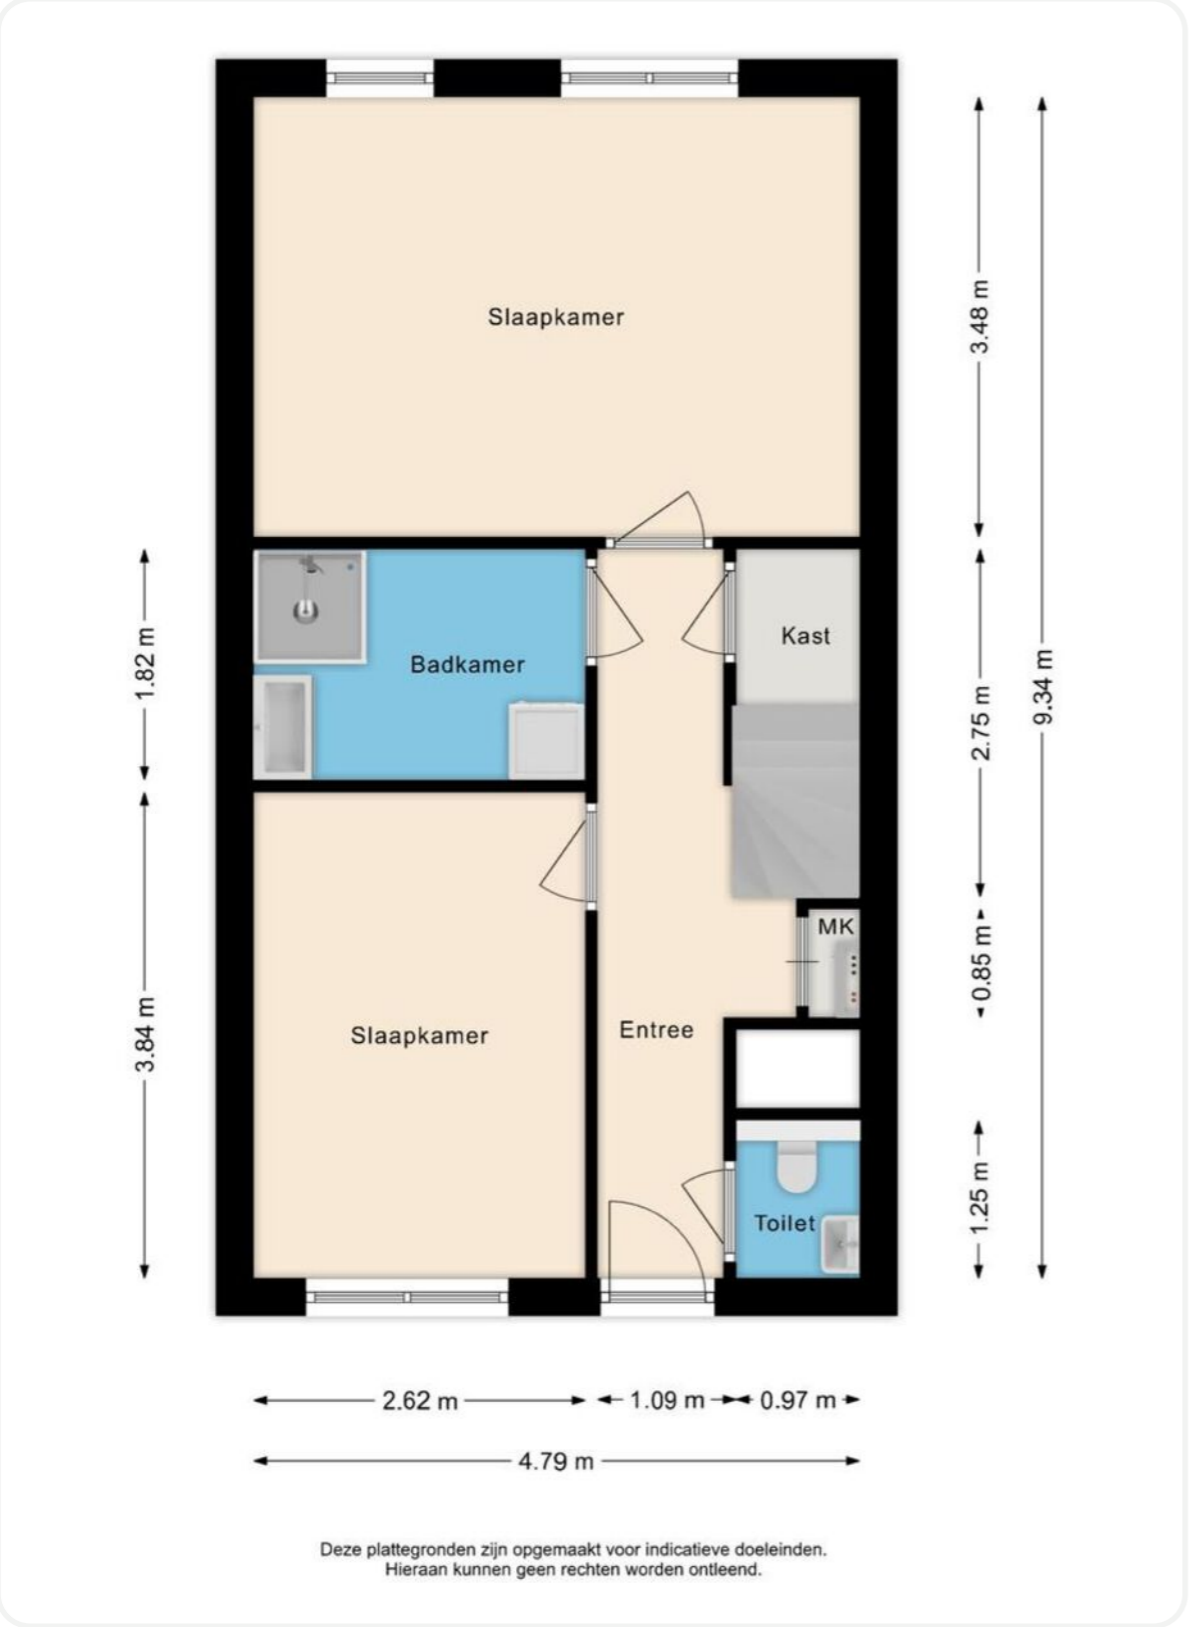 Slaapkamer
3.48 m
Kast
Badkamer
1.82 m
2.75 m
9.34 m
MK
0.85 m
Entree
Slaapkamer
3.84 m
1.25 m
Toilet
2.62 m
1.09 m
0.97 m
4.79 m
Deze plattegronden zijn opgemaakt voor indicatieve doeleinden.
Hieraan kunnen geen rechten worden ontleend.